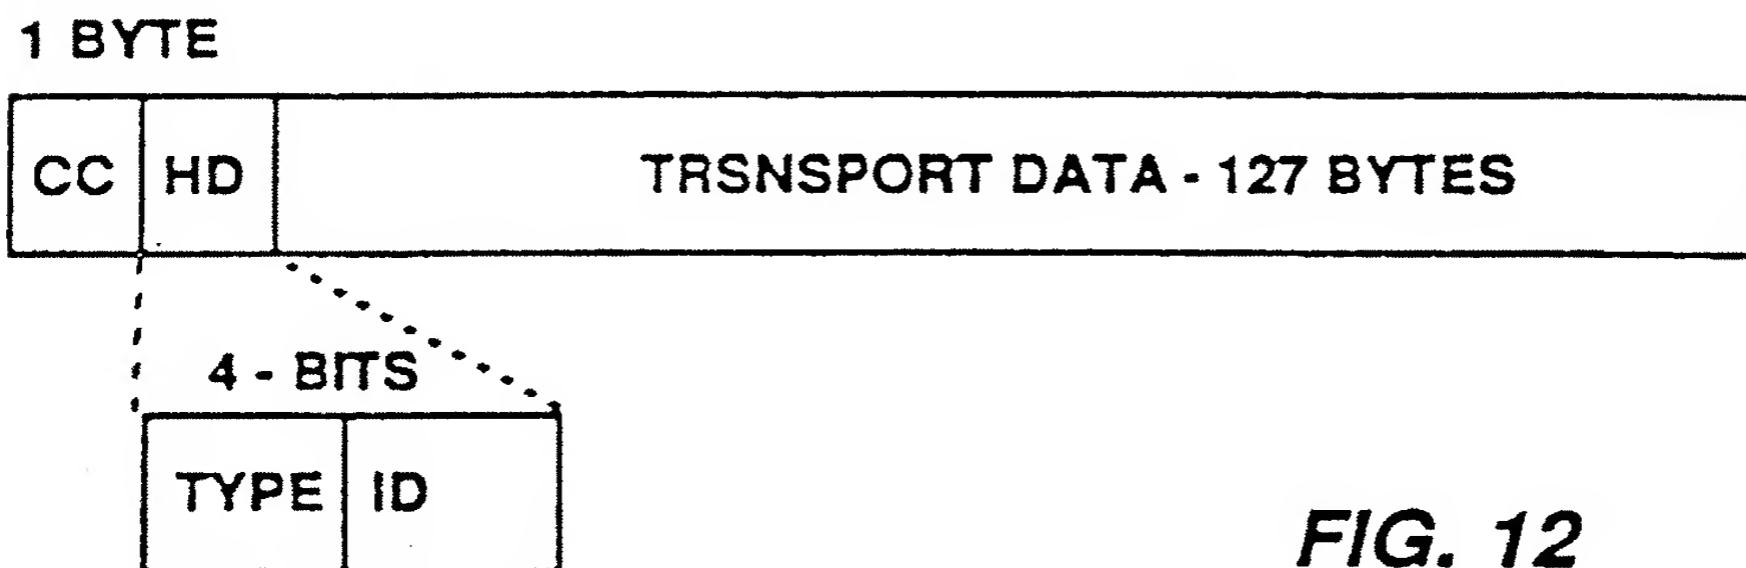 1 BYTE
CC HD TRSNSPORT DATA - 127 BYTES
4 - BITS
TYPE ID
FIG. 12